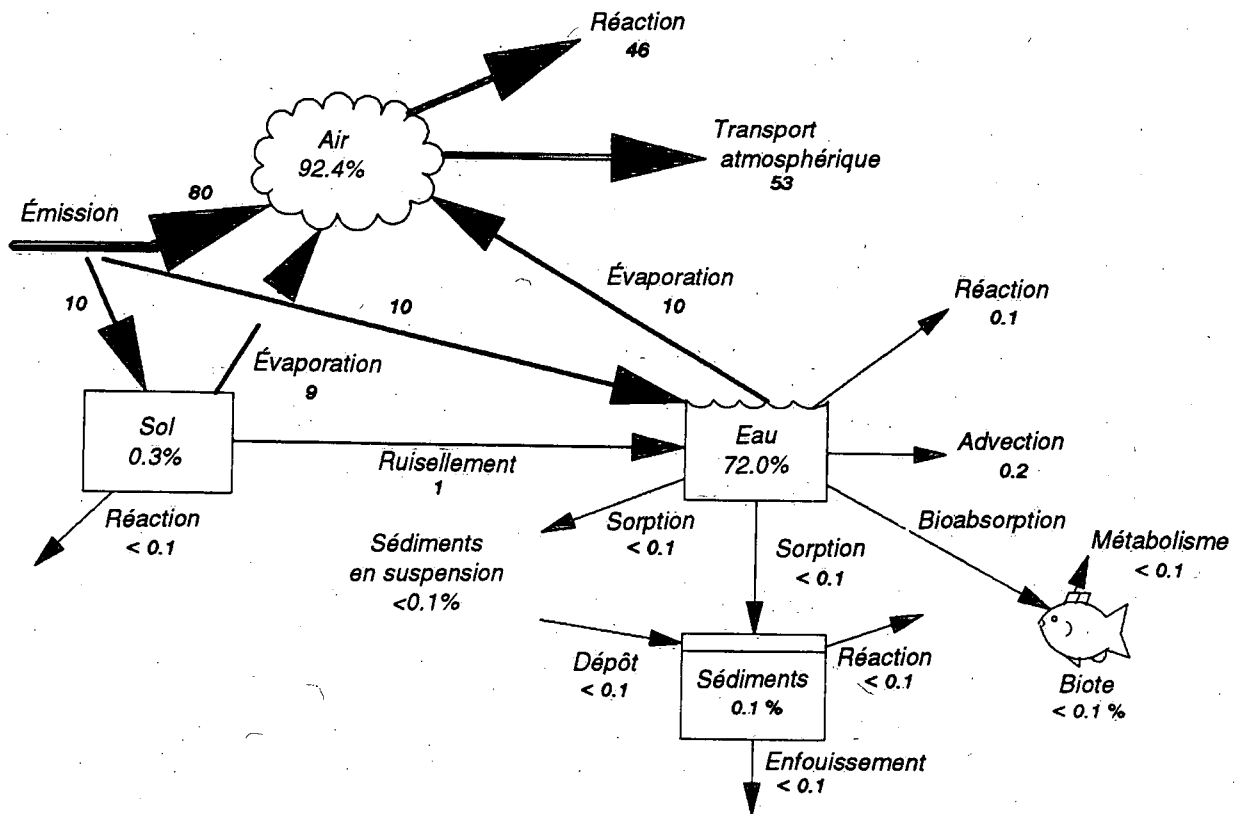 Réaction
46
Air
92.4%
Transport
atmosphérique
53
80
Émission
10
10
Évaporation
10
Réaction
0.1
Évaporation
9
Sol
0.3%
Eau
72.0%
Advection
0.2
Ruisellement
1
Réaction
< 0.1
Sorption
< 0.1
Bioabsorption
Sédiments
en suspension
<0.1%
Sorption
< 0.1
Métabolisme
< 0.1
Dépôt
< 0.1
Sédiments
0.1 %
Réaction
< 0.1
Biote
< 0.1 %
Enfouissement
< 0.1